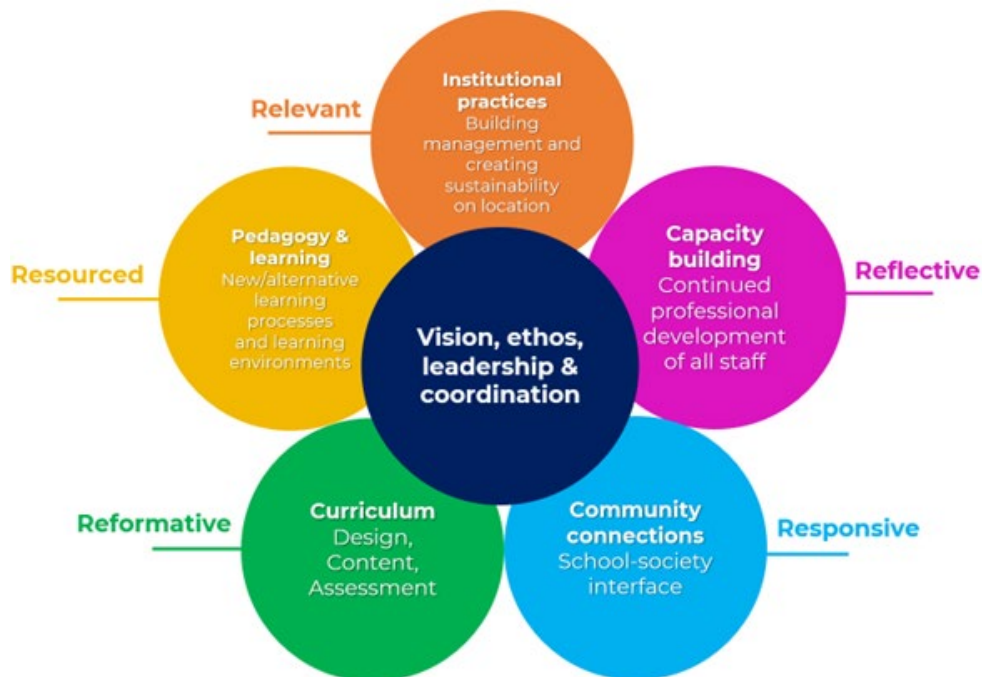 Relevant
Institutional
practices
Building
management and
creating
sustainability
on location
Resourced
Pedagogy &
learning
New/alternative
learning
processes
and learning
environments
Capacity
building
Continued
professional
development
of all staff
Reflective
Vision, ethos,
leadership &
coordination
Reformative
Curriculum
Design,
Content,
Assessment
Community
connections
School-society
interface
Responsive